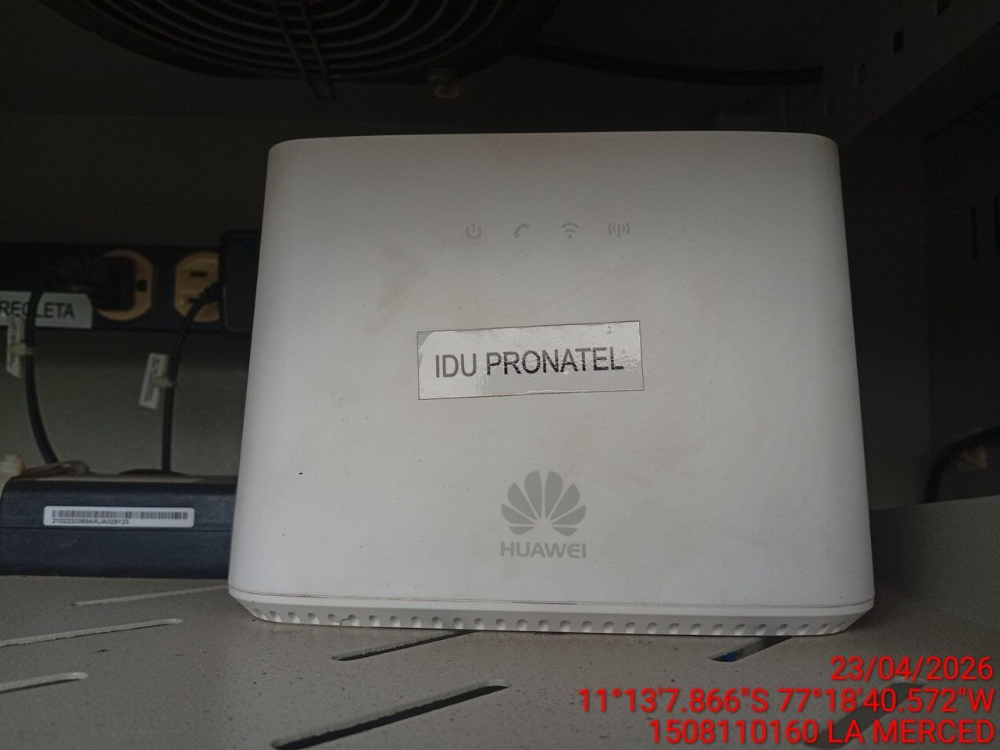 REGLETA
IDU PRONATEL
HUAWEI
23/04/2026
11°13'7.866"S 77°18'40.572"W
1508110160 LA MERCED